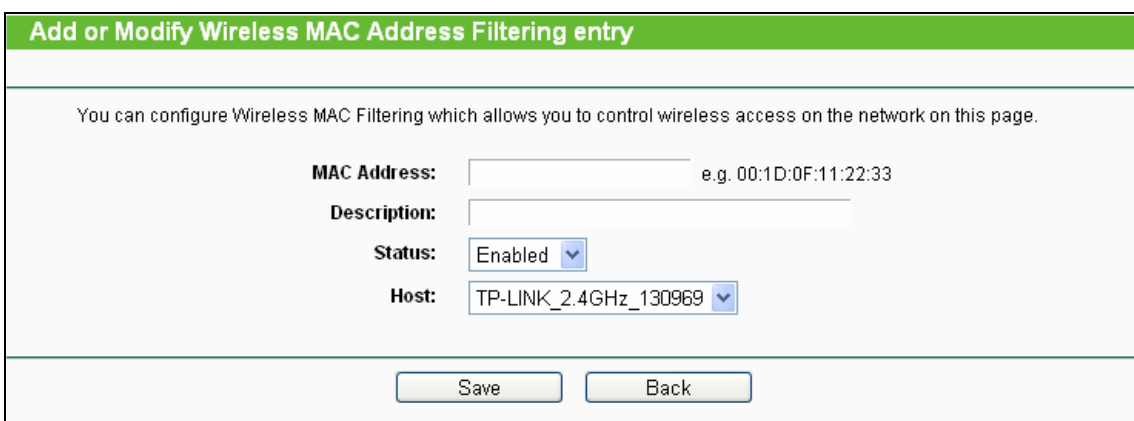 Add or Modify Wireless MAC Address Filtering entry
You can configure Wireless MAC Filtering which allows you to control wireless access on the network on this page.
MAC Address: e.g. 00:1D:0F:11:22:33
Description:
Status: Enabled
Host: TP-LINK_2.4GHz_130969
Save Back